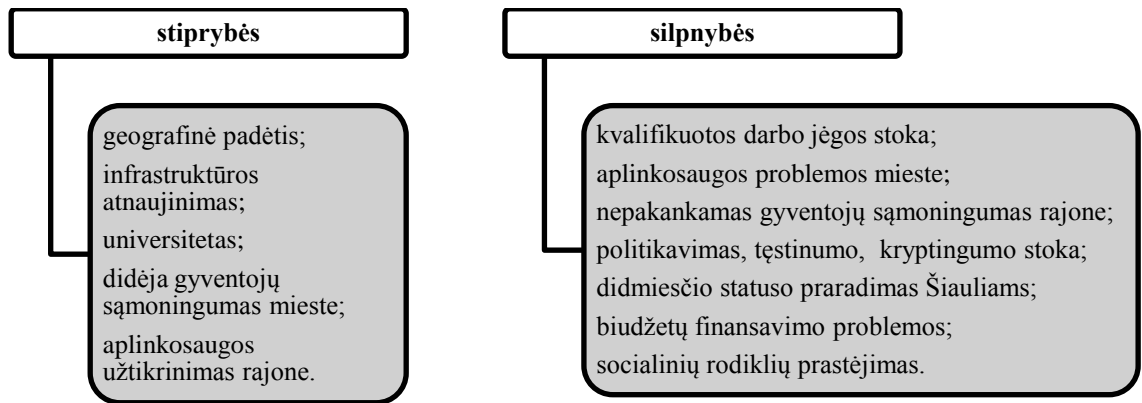 stiprybės
geografinė padėtis;
infrastruktūros
atnaujinimas;
universitetas;
didėja gyventojų
sąmoningumas mieste;
aplinkosaugos
užtikrinimas rajone.
silpnybės
kvalifikuotos darbo jėgos stoka;
aplinkosaugos problemos mieste;
nepakankamas gyventojų sąmoningumas rajone;
politikavimas, tęstinumo, kryptingumo stoka;
didmiesčio statuso praradimas Šiauliams;
biudžetų finansavimo problemos;
socialinių rodiklių prastėjimas.